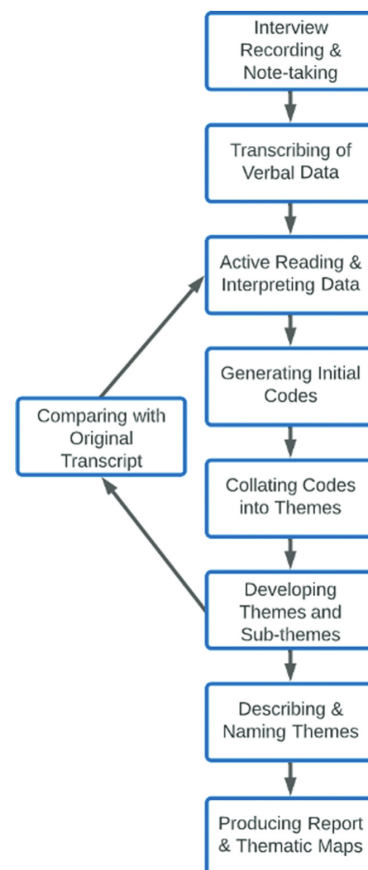 Interview
Recording &
Note-taking
Transcribing of
Verbal Data
Active Reading &
Interpreting Data
Generating Initial
Codes
Comparing with
Original
Transcript
Collating Codes
into Themes
Developing
Themes and
Sub-themes
Describing &
Naming Themes
Producing Report
& Thematic Maps